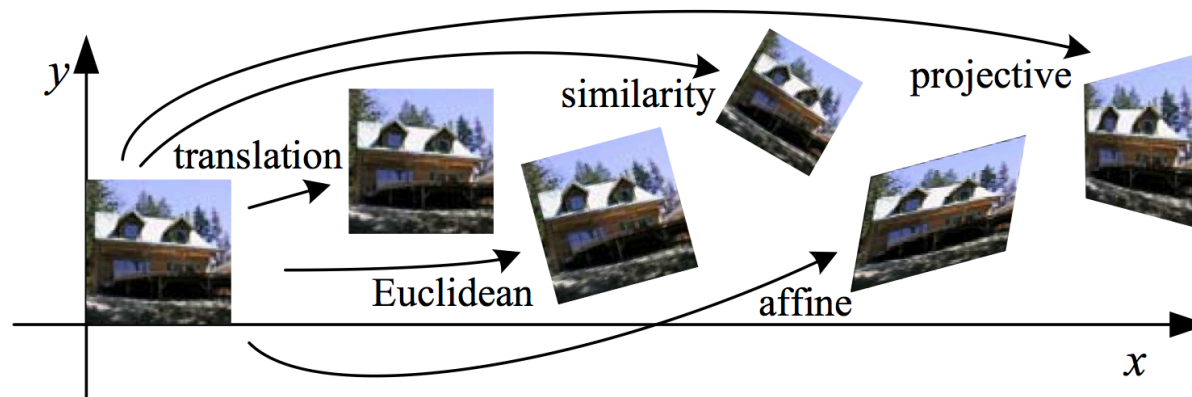 y
similarity
projective
translation
Euclidean
affine
x